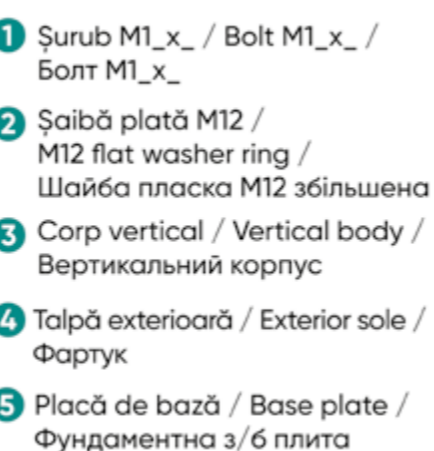 1 Șurub M1_x_ / Bolt M1_x_ /
Болт M1_x_
2 Șaibă plată M12 /
M12 flat washer ring /
Шайба пласка M12 збільшена
3 Corp vertical / Vertical body /
Вертикальний корпус
4 Talpă exterioară / Exterior sole /
Фартук
5 Placă de bază / Base plate /
Фундаментна з/б плита